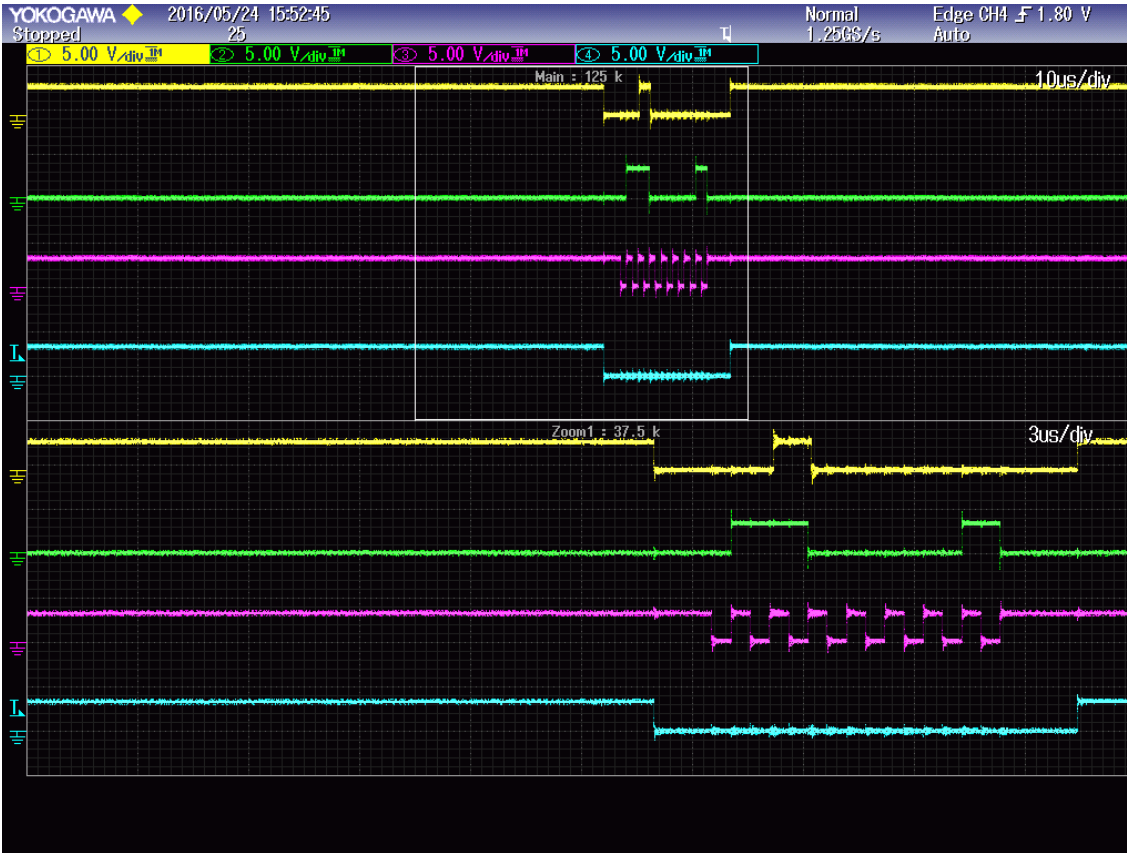 YOKOGAWA 2016/05/24 15:52:45 Normal Edge CH4 1.80 V
Stopped 25 1.25GS/s Auto
1 5.00 V/div 2 5.00 V/div 3 5.00 V/div 4 5.00 V/div
Main : 125 k 10us/div
Zoom1 : 37.5 k 3us/div